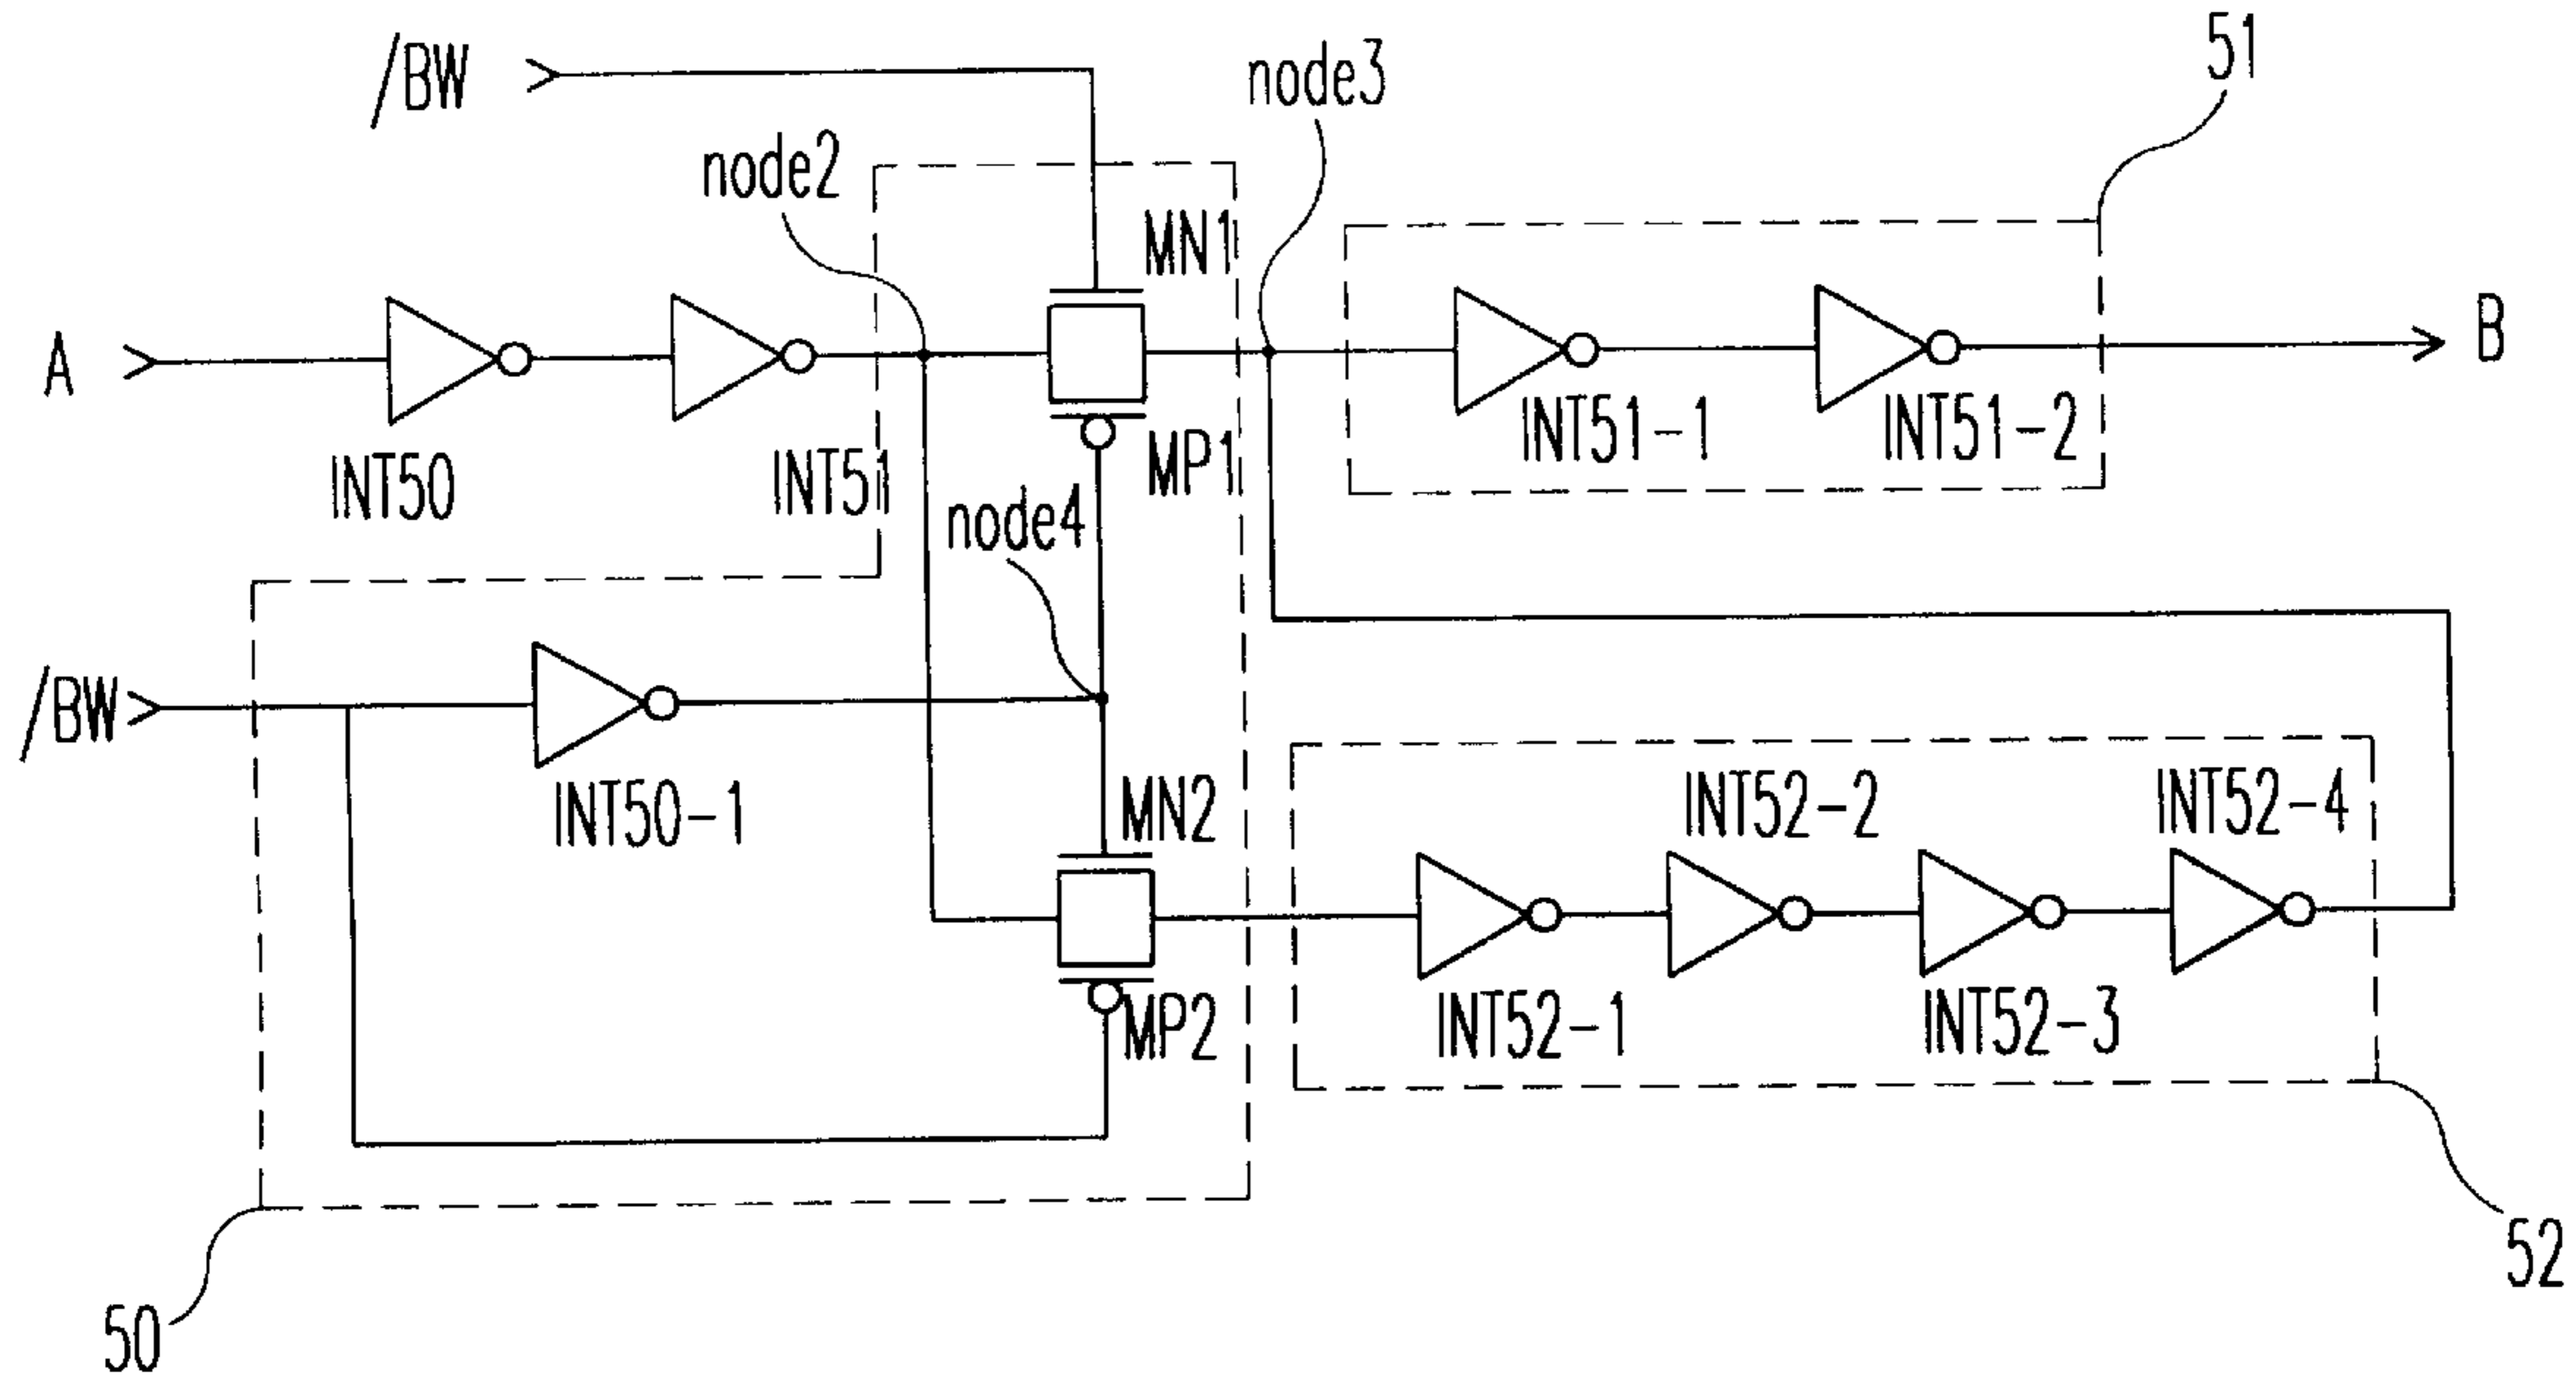 51
/BW
node3
node2
MN1
A
B
INT51-1
INT51-2
INT50
INT51
MP1
node4
/BW
INT50-1
MN2
INT52-2
INT52-4
INT52-1
INT52-3
MP2
52
50